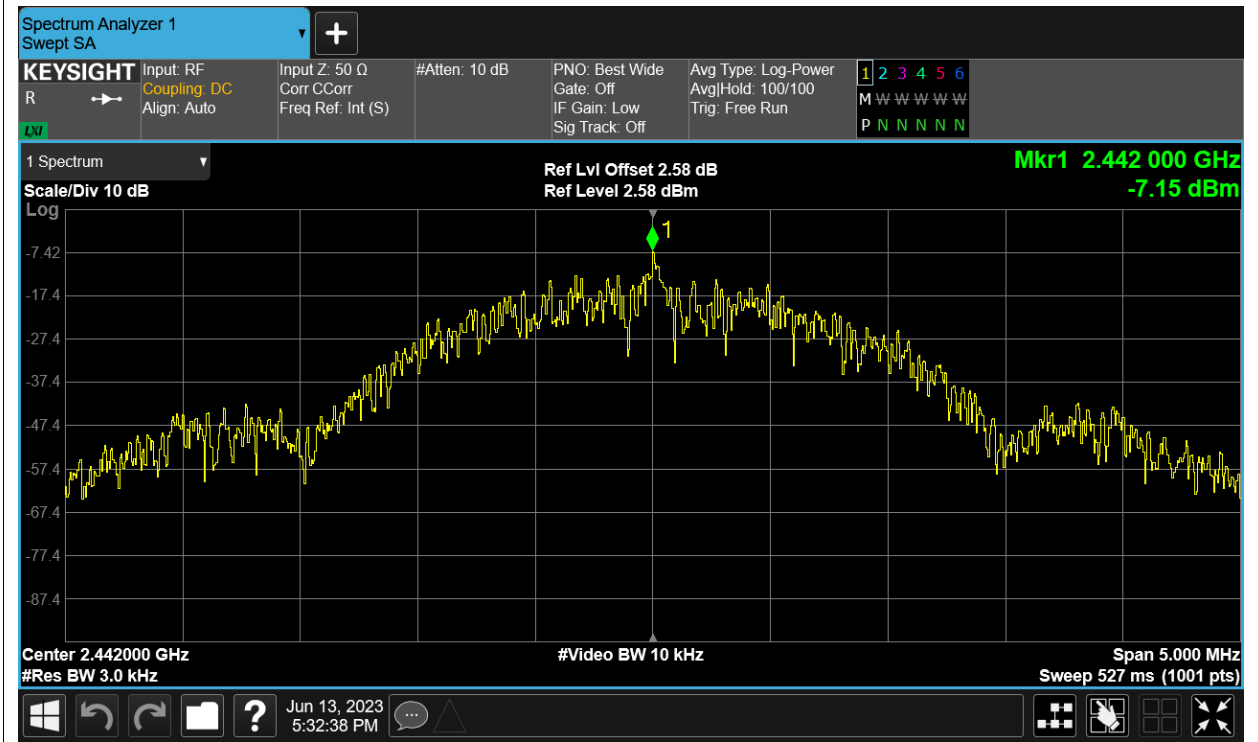 Spectrum Analyzer 1
Swept SA
+
KEYSIGHT
R
LXI
Input: RF
Coupling: DC
Align: Auto
Input Z: 50 Ω
Corr CCorr
Freq Ref: Int (S)
#Atten: 10 dB
PNO: Best Wide
Gate: Off
IF Gain: Low
Sig Track: Off
Avg Type: Log-Power
Avg|Hold: 100/100
Trig: Free Run
1 2 3 4 5 6
M W W W W W
P N N N N N
1 Spectrum
Scale/Div 10 dB
Log
Ref Lvl Offset 2.58 dB
Ref Level 2.58 dBm
Mkr1 2.442 000 GHz
-7.15 dBm
1
-7.42
-17.4
-27.4
-37.4
-47.4
-57.4
-67.4
-77.4
-87.4
Center 2.442000 GHz
#Res BW 3.0 kHz
#Video BW 10 kHz
Span 5.000 MHz
Sweep 527 ms (1001 pts)
?
Jun 13, 2023
5:32:38 PM